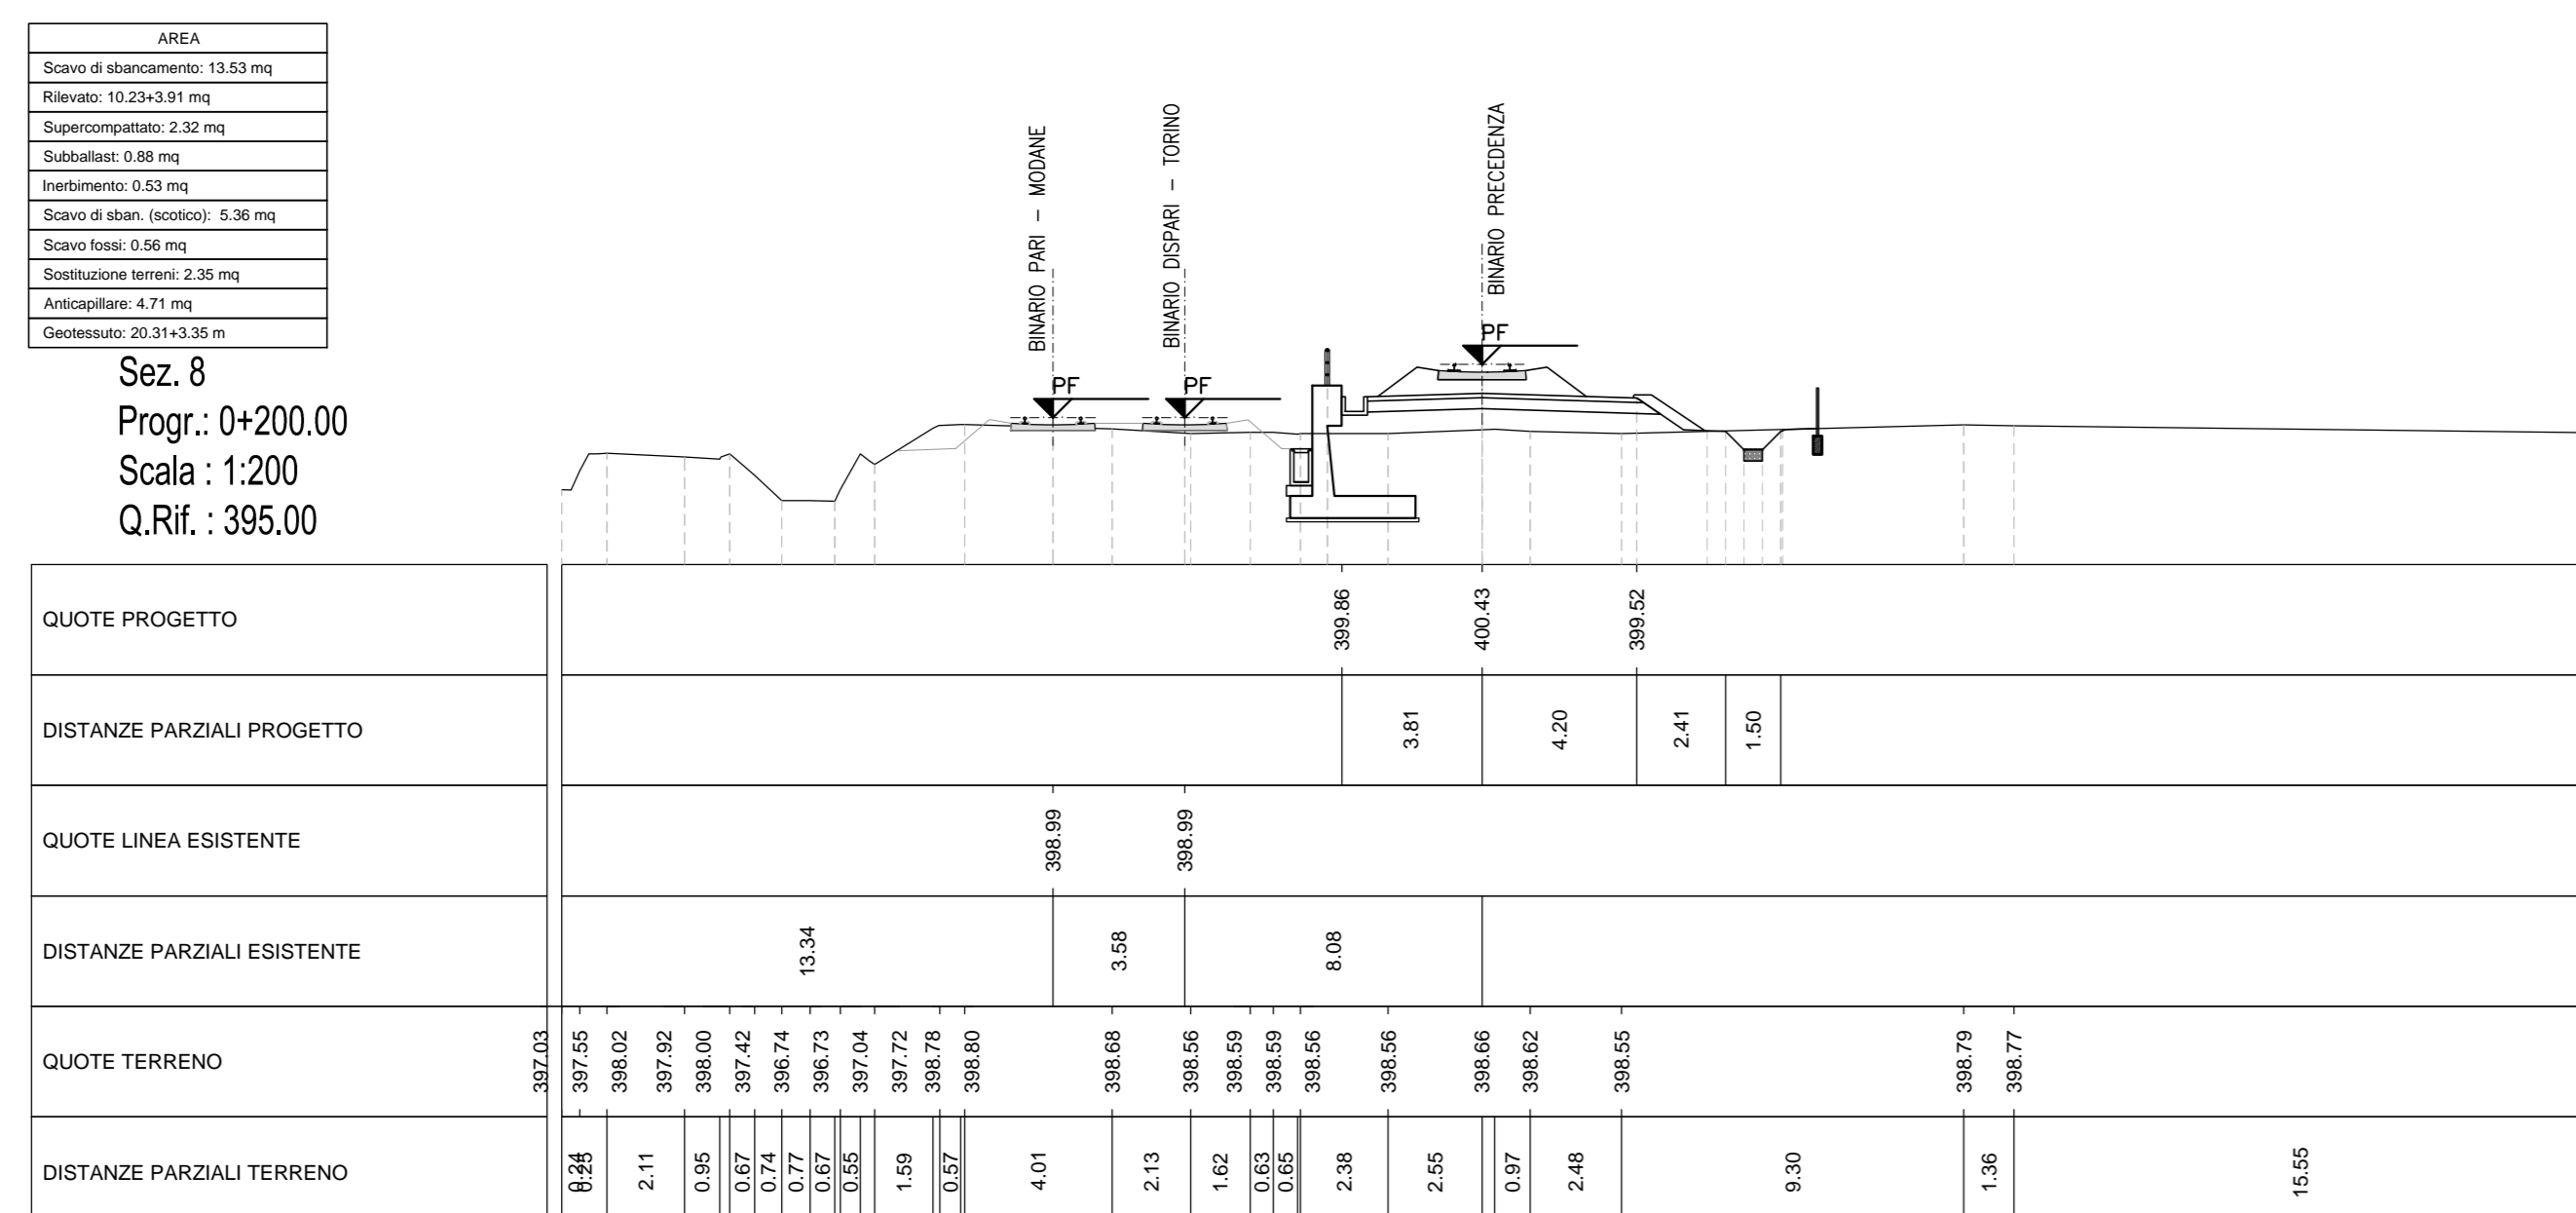 AREA
Scavo di sbancamento: 13.53 mq
Rilevato: 10.23+3.91 mq
Supercompattato: 2.32 mq
Subballast: 0.88 mq
Inerbimento: 0.53 mq
Scavo di sban. (scotico): 5.36 mq
Scavo fossi: 0.56 mq
Sostituzione terreni: 2.35 mq
Anticapillare: 4.71 mq
Geotessuto: 20.31+3.35 m
Sez. 8
Progr.: 0+200.00
Scala : 1:200
Q.Rif. : 395.00
BINARIO PARI - MODANE
BINARIO DISPARI - TORINO
BINARIO PRECEDENZA
PF
PF
PF
QUOTE PROGETTO
399.86 400.43 399.52
DISTANZE PARZIALI PROGETTO
3.81 4.20 2.41 1.50
QUOTE LINEA ESISTENTE
398.99 398.99
DISTANZE PARZIALI ESISTENTE
13.34 3.58 8.08
QUOTE TERRENO
397.03 397.55 398.02 397.92 398.00 397.42 396.74 396.73 397.04 397.72 398.78 398.80 398.68 398.56 398.59 398.59 398.56 398.56 398.66 398.62 398.55 398.79 398.77
DISTANZE PARZIALI TERRENO
0.24 0.25 2.11 0.95 0.67 0.74 0.77 0.67 0.55 1.59 0.57 4.01 2.13 1.62 0.63 0.65 2.38 2.55 0.97 2.48 9.30 1.36 15.55